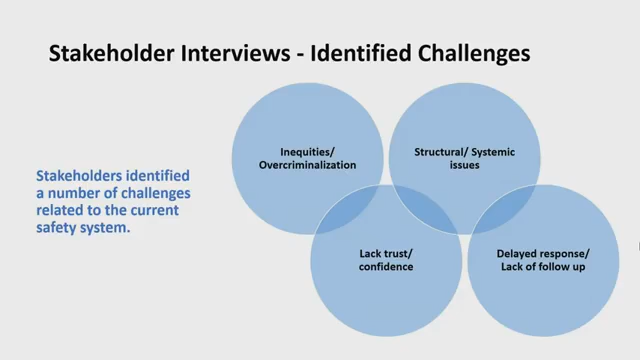 Stakeholder Interviews - Identified Challenges
Stakeholders identified
a number of challenges
related to the current
safety system.
Inequities/
Overcriminalization
Structural/ Systemic
issues
Lack trust/
confidence
Delayed response/
Lack of follow up